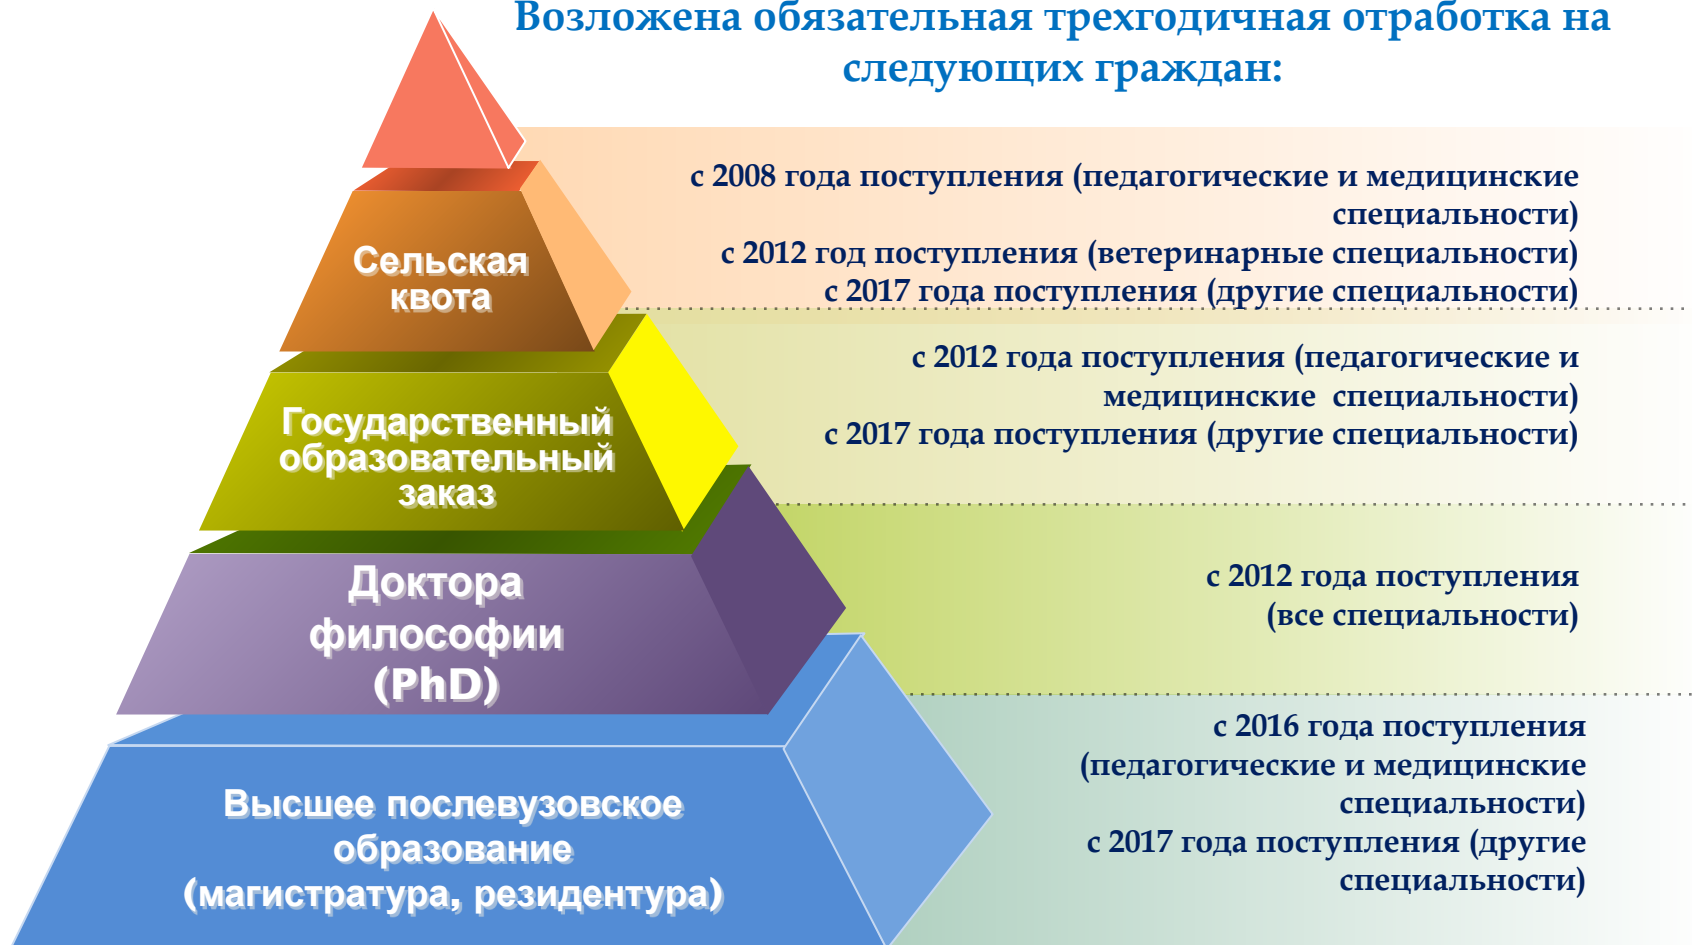 Возложена обязательная трехгодичная отработка на
следующих граждан:
Сельская
квота
с 2008 года поступления (педагогические и медицинские
специальности)
с 2012 год поступления (ветеринарные специальности)
с 2017 года поступления (другие специальности)
Государственный
образовательный
заказ
с 2012 года поступления (педагогические и
медицинские специальности)
с 2017 года поступления (другие специальности)
Доктора
философии
(PhD)
с 2012 года поступления
(все специальности)
Высшее послевузовское
образование
(магистратура, резидентура)
с 2016 года поступления
(педагогические и медицинские
специальности)
с 2017 года поступления (другие
специальности)